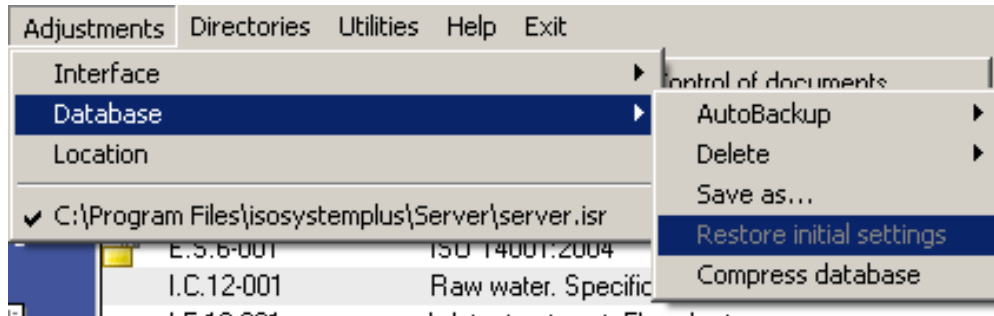 Adjustments Directories Utilities Help Exit
Interface
Control of documents
Database
AutoBackup
Location
Delete
Save as...
C:\Program Files\isosystemplus\Server\server.isr
Restore initial settings
E.S.6-001 ISO 14001:2004
Compress database
I.C.12-001 Raw water. Specific